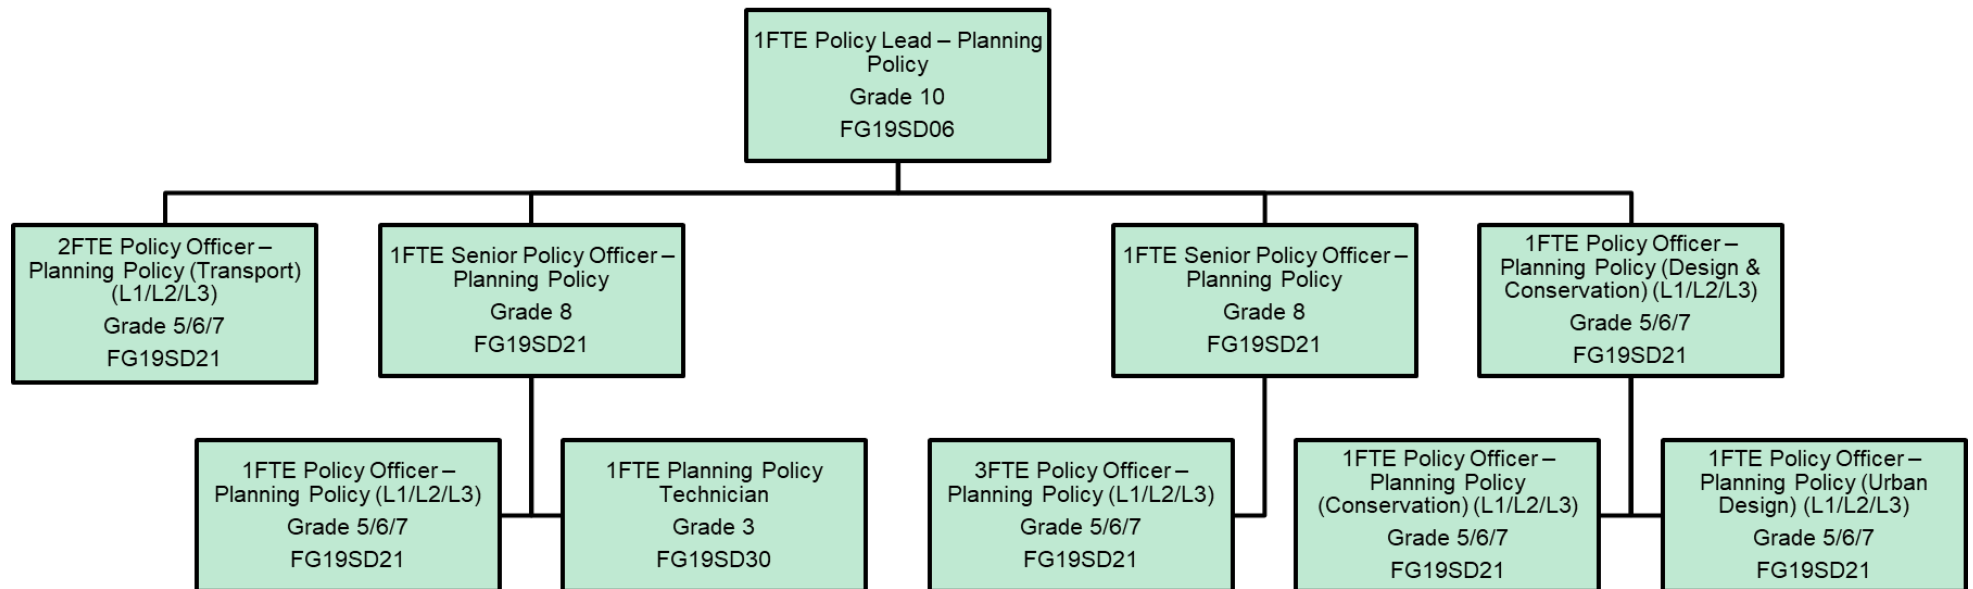 1FTE Policy Lead – Planning
Policy
Grade 10
FG19SD06
2FTE Policy Officer –
Planning Policy (Transport)
(L1/L2/L3)
Grade 5/6/7
FG19SD21
1FTE Senior Policy Officer –
Planning Policy
Grade 8
FG19SD21
1FTE Senior Policy Officer –
Planning Policy
Grade 8
FG19SD21
1FTE Policy Officer –
Planning Policy (Design &
Conservation) (L1/L2/L3)
Grade 5/6/7
FG19SD21
1FTE Policy Officer –
Planning Policy (L1/L2/L3)
Grade 5/6/7
FG19SD21
1FTE Planning Policy
Technician
Grade 3
FG19SD30
3FTE Policy Officer –
Planning Policy (L1/L2/L3)
Grade 5/6/7
FG19SD21
1FTE Policy Officer –
Planning Policy
(Conservation) (L1/L2/L3)
Grade 5/6/7
FG19SD21
1FTE Policy Officer –
Planning Policy (Urban
Design) (L1/L2/L3)
Grade 5/6/7
FG19SD21